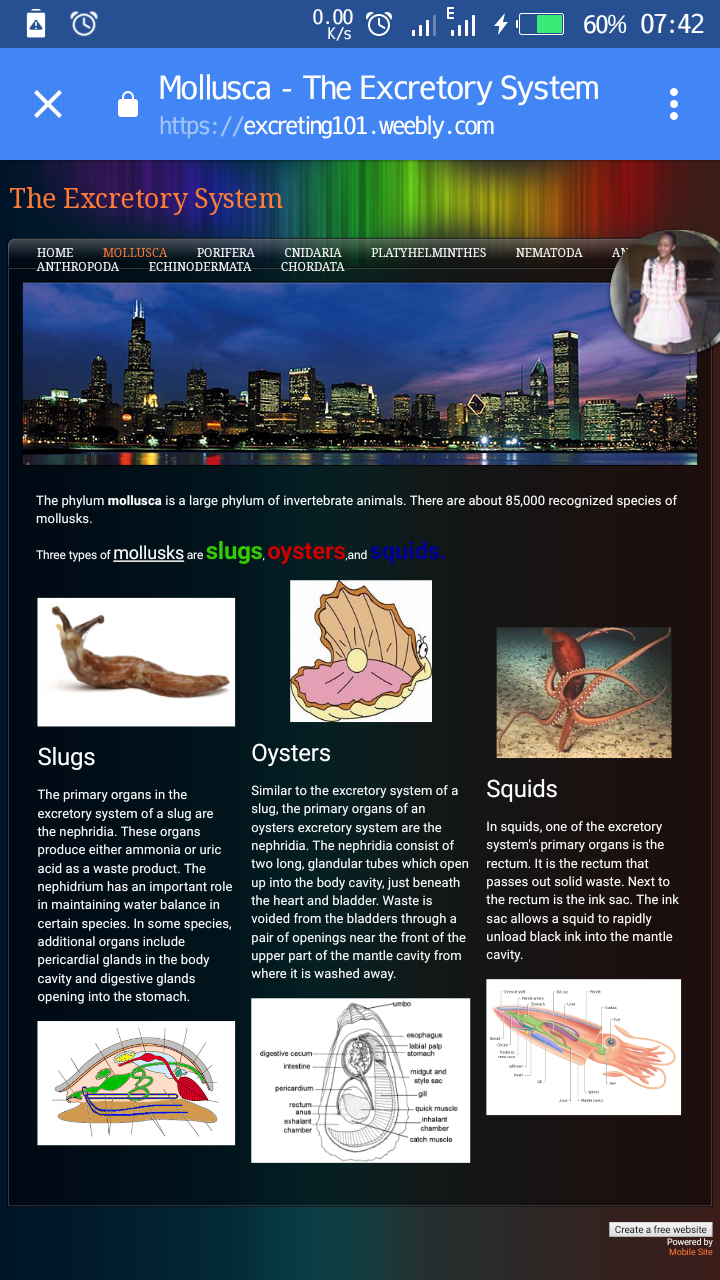 0.00
K/s
E
60%
07:42
Mollusca - The Excretory System
https://excreting101.weebly.com
The Excretory System
HOME MOLLUSCA PORIFERA CNIDARIA PLATYHELMINTHES NEMATODA
ANTHROPODA ECHINODERMATA CHORDATA
The phylum mollusca is a large phylum of invertebrate animals. There are about 85,000 recognized species of
mollusks.
Three types of mollusks are slugs, oysters,and squids.
Slugs
The primary organs in the
excretory system of a slug are
the nephridia. These organs
produce either ammonia or uric
acid as a waste product. The
nephidrium has an important role
in maintaining water balance in
certain species. In some species,
additional organs include
pericardial glands in the body
cavity and digestive glands
opening into the stomach.
Oysters
Similar to the excretory system of a
slug, the primary organs of an
oysters excretory system are the
nephridia. The nephridia consist of
two long, glandular tubes which open
up into the body cavity, just beneath
the heart and bladder. Waste is
voided from the bladders through a
pair of openings near the front of the
upper part of the mantle cavity from
where it is washed away.
umbo
esophagus
labial palp
stomach
digestive cecum
intestine
midgut and
style sac
pericardium
gill
rectum
anus
quick muscle
exhalant
chamber
inhalant
chamber
catch muscle
Squids
In squids, one of the excretory
system's primary organs is the
rectum. It is the rectum that
passes out solid waste. Next to
the rectum is the ink sac. The ink
sac allows a squid to rapidly
unload black ink into the mantle
cavity.
Create a free website
Powered by
Mobile Site